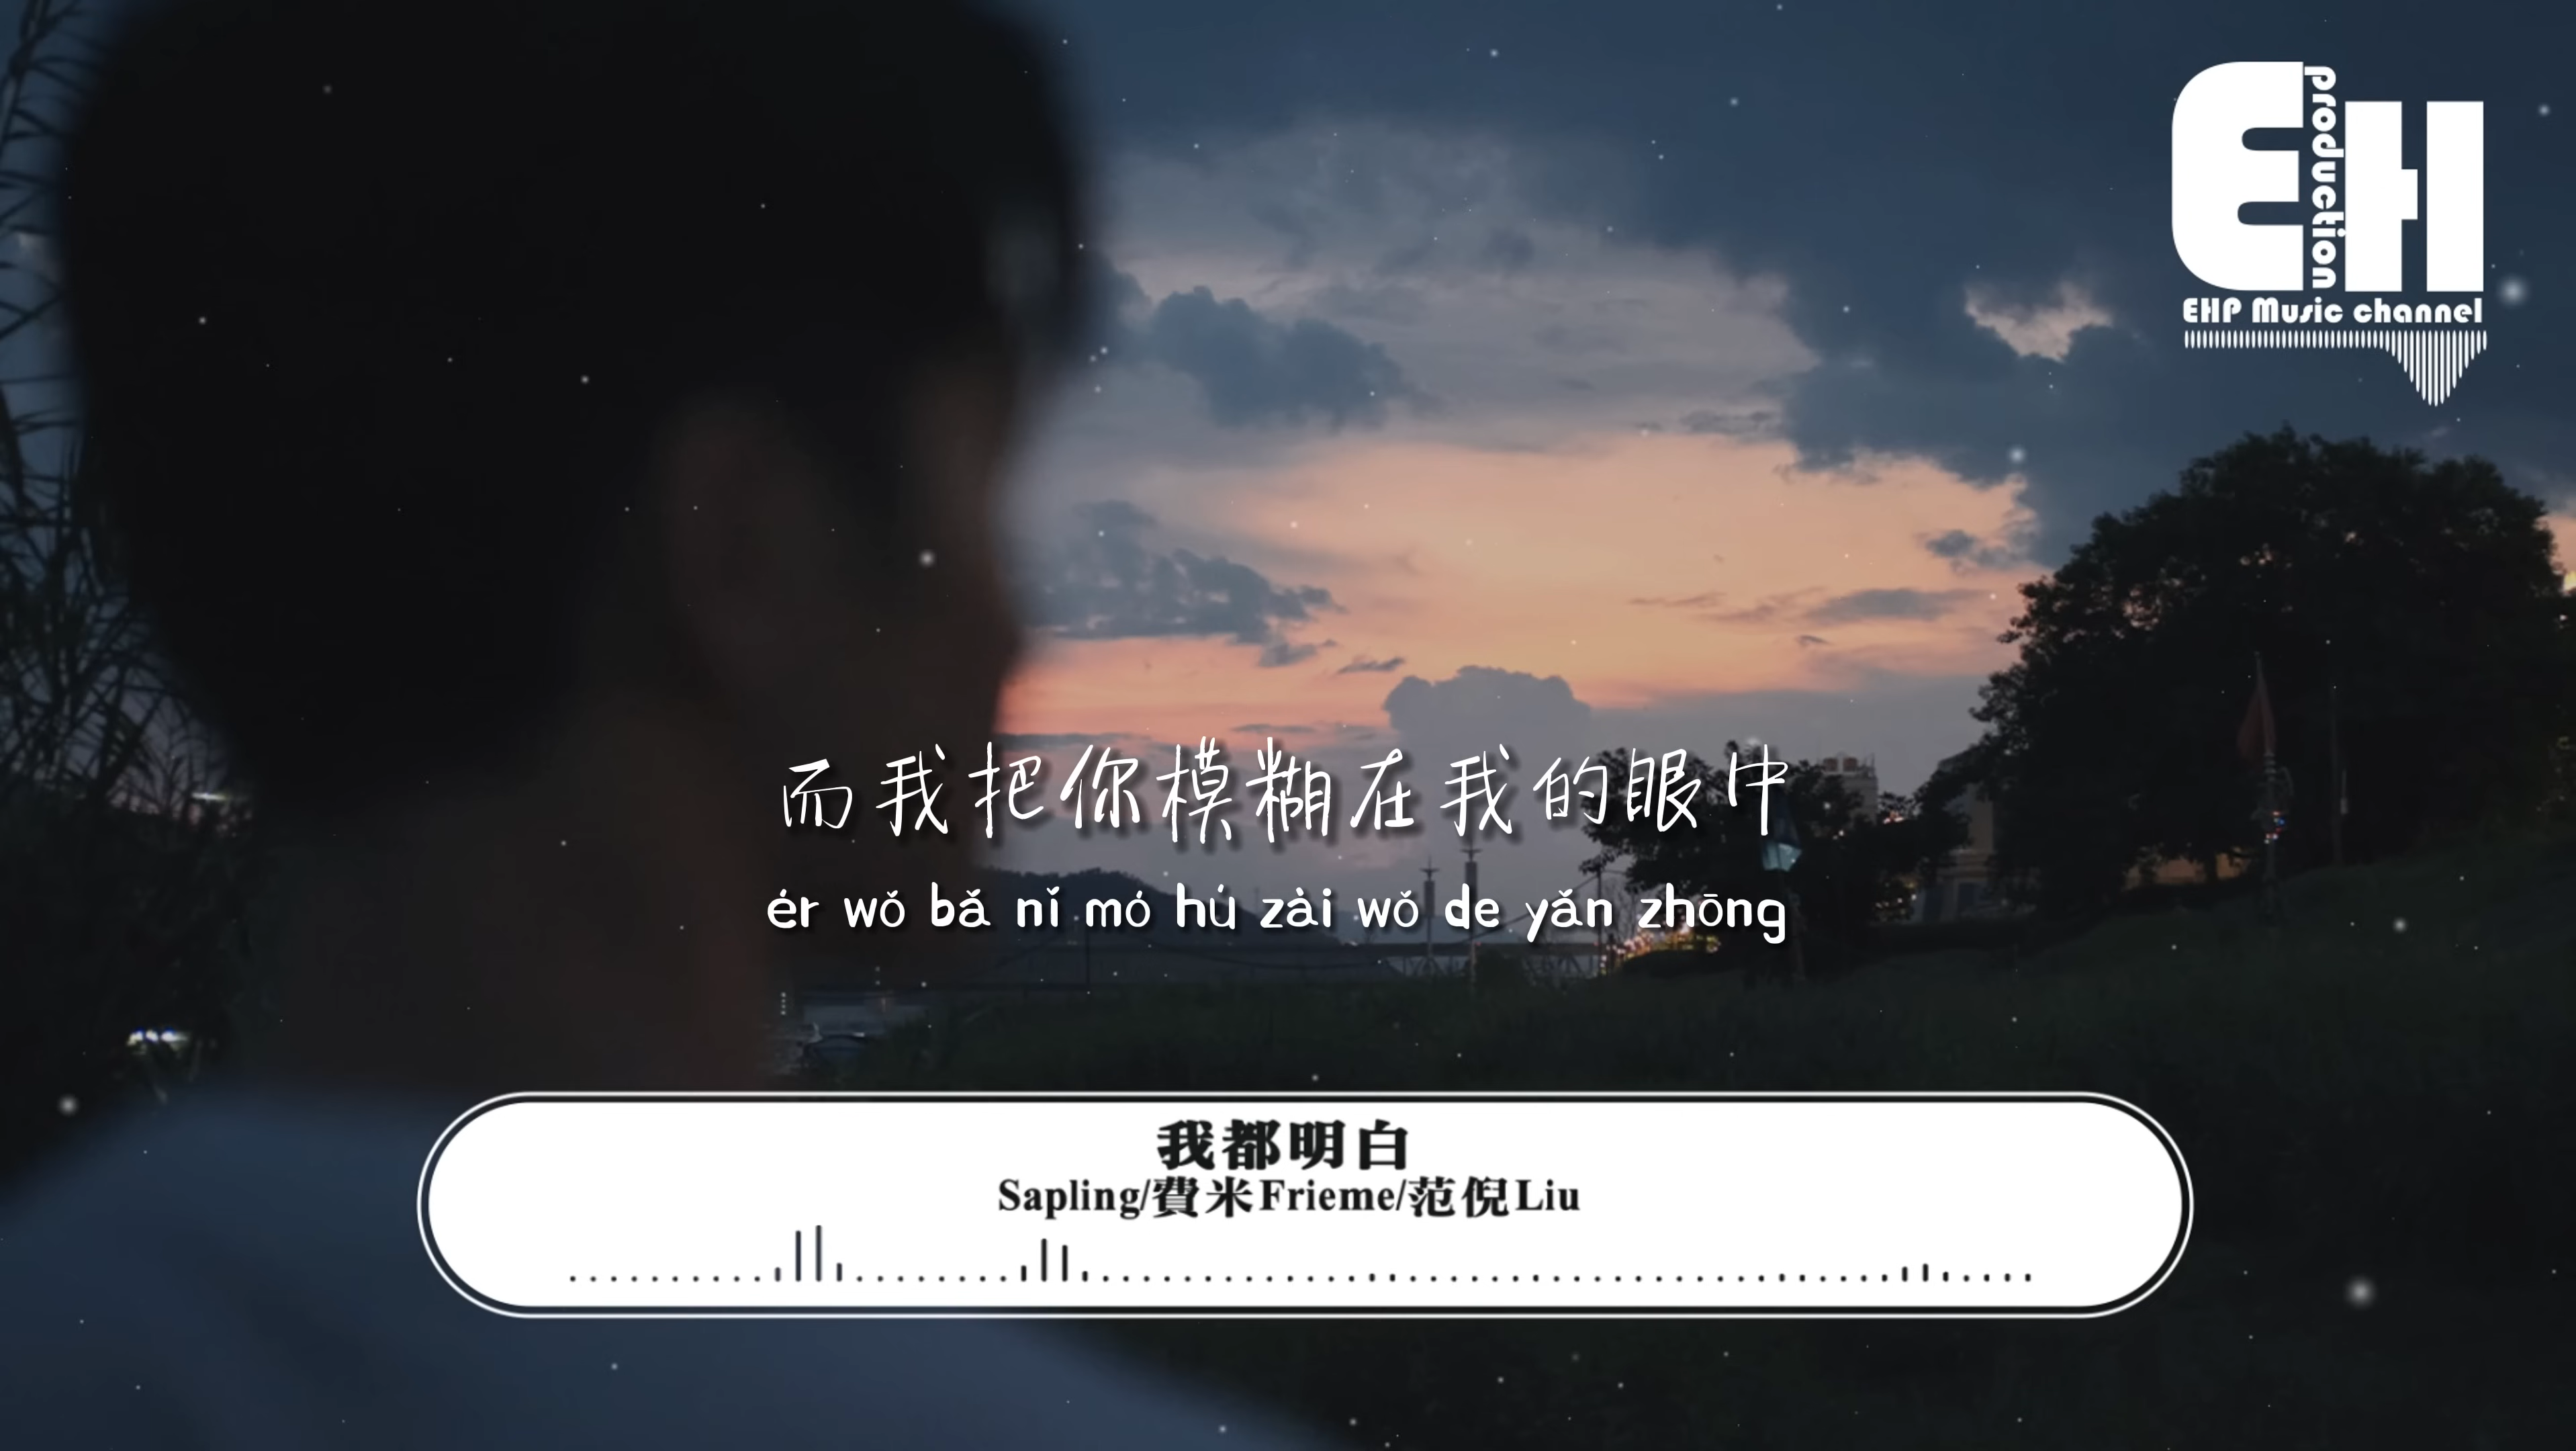 EH
production
EHP Music channel
而我把你模糊在我的眼中
ér wǒ bǎ nǐ mó hú zài wǒ de yǎn zhōng
我都明白
Sapling/費米Frieme/范倪Liu